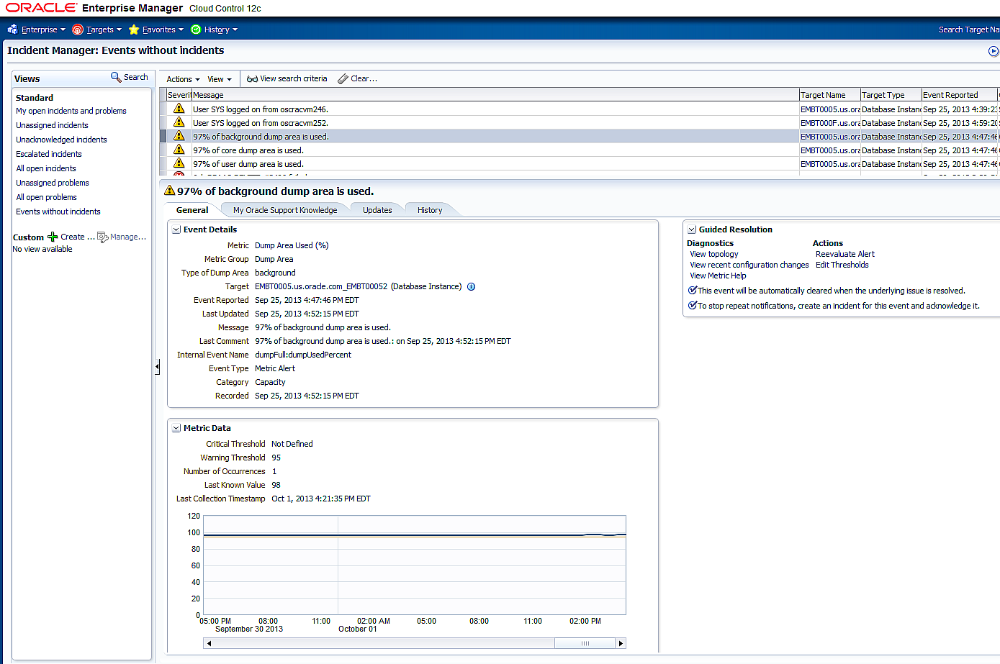 ORACLE Enterprise Manager Cloud Control 12c
Enterprise Targets Favorites History Search Target Na
Incident Manager: Events without incidents
Views Search
Standard
My open incidents and problems
Unassigned incidents
Unacknowledged incidents
Escalated incidents
All open incidents
Unassigned problems
All open problems
Events without incidents
Custom Create ... Manage...
No view available
Actions View View search criteria Clear...
Severit Message Target Name Target Type Event Reported
User SYS logged on from oscracvm246. EMBT0005.us.ora Database Instanc Sep 25, 2013 4:39:23
User SYS logged on from oscracvm252. EMBT000F.us.ora Database Instanc Sep 25, 2013 4:59:20
97% of background dump area is used. EMBT0005.us.ora Database Instanc Sep 25, 2013 4:47:46
97% of core dump area is used. EMBT0005.us.ora Database Instanc Sep 25, 2013 4:47:46
97% of user dump area is used. EMBT0005.us.ora Database Instanc Sep 25, 2013 4:47:46
97% of background dump area is used.
General My Oracle Support Knowledge Updates History
Event Details
Metric Dump Area Used (%)
Metric Group Dump Area
Type of Dump Area background
Target EMBT0005.us.oracle.com_EMBT00052 (Database Instance)
Event Reported Sep 25, 2013 4:47:46 PM EDT
Last Updated Sep 25, 2013 4:52:15 PM EDT
Message 97% of background dump area is used.
Last Comment 97% of background dump area is used.: on Sep 25, 2013 4:52:15 PM EDT
Internal Event Name dumpFull:dumpUsedPercent
Event Type Metric Alert
Category Capacity
Recorded Sep 25, 2013 4:52:15 PM EDT
Guided Resolution
Diagnostics Actions
View topology Reevaluate Alert
View recent configuration changes Edit Thresholds
View Metric Help
This event will be automatically cleared when the underlying issue is resolved.
To stop repeat notifications, create an incident for this event and acknowledge it.
Metric Data
Critical Threshold Not Defined
Warning Threshold 95
Number of Occurrences 1
Last Known Value 98
Last Collection Timestamp Oct 1, 2013 4:21:35 PM EDT
120
100
80
60
40
20
0
05:00 PM 08:00 11:00 02:00 AM 05:00 08:00 11:00 02:00 PM
September 30 2013 October 01